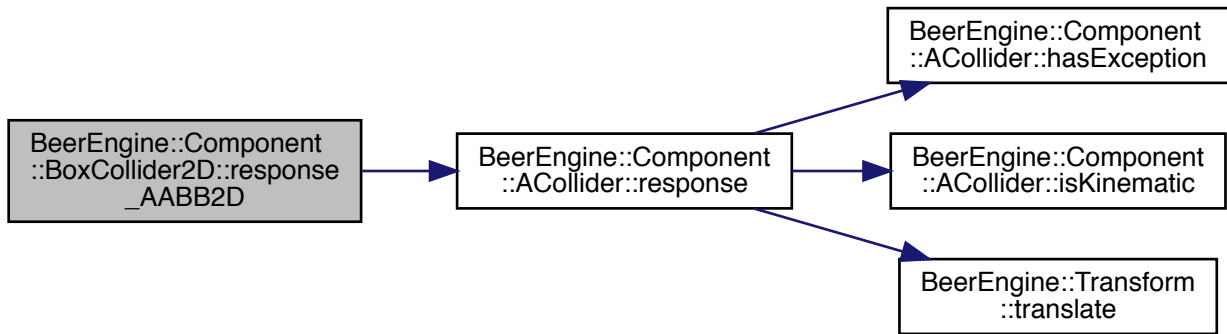 BeerEngine::Component
::BoxCollider2D::response
_AABB2D
BeerEngine::Component
::ACollider::response
BeerEngine::Component
::ACollider::hasException
BeerEngine::Component
::ACollider::isKinematic
BeerEngine::Transform
::translate